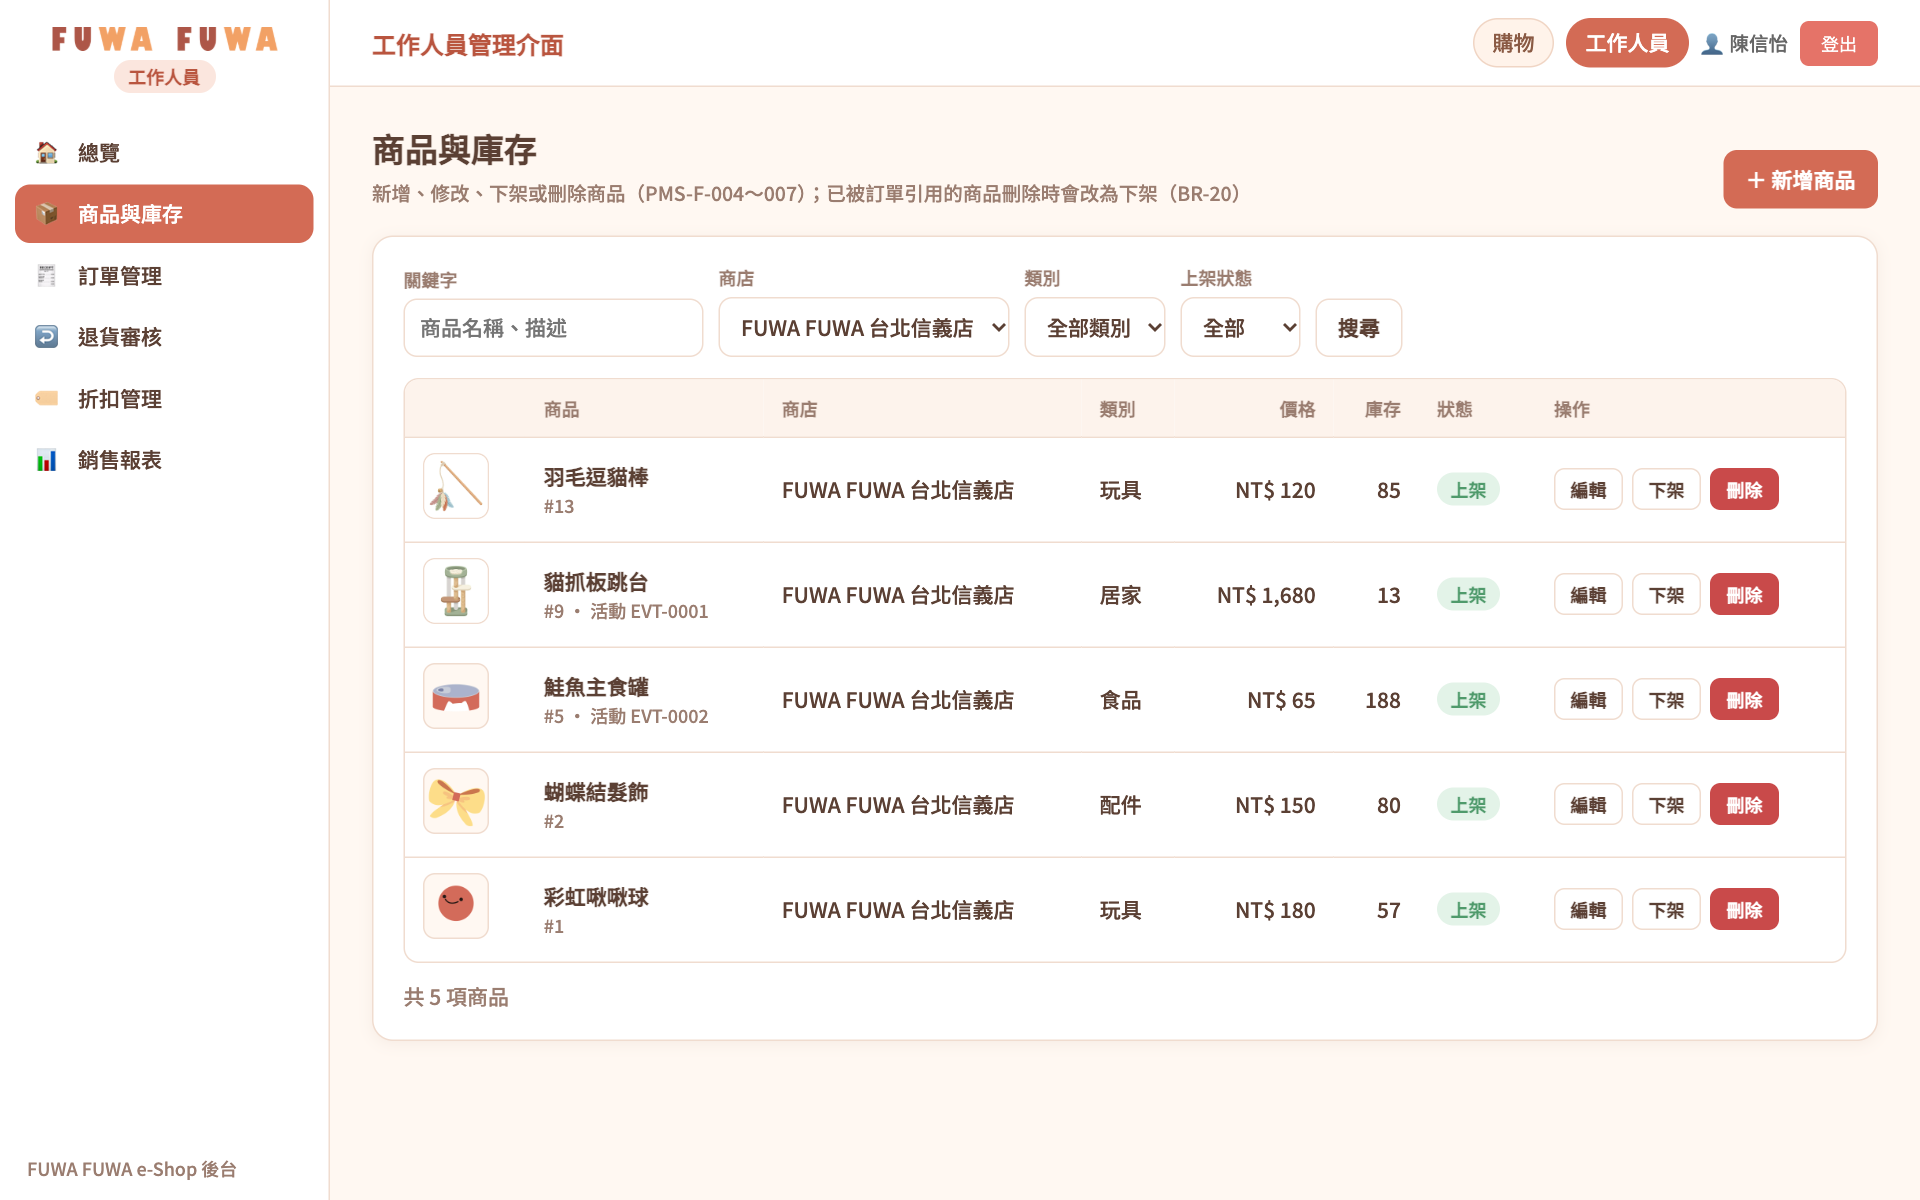 FUWA FUWA
工作人員
總覽
商品與庫存
訂單管理
退貨審核
折扣管理
銷售報表
FUWA FUWA e-Shop 後台
工作人員管理介面
購物
工作人員
陳信怡
登出
商品與庫存
新增、修改、下架或刪除商品（PMS-F-004～007）；已被訂單引用的商品刪除時會改為下架（BR-20）
＋新增商品
關鍵字 商店 類別 上架狀態
商品名稱、描述 FUWA FUWA 台北信義店 全部類別 全部 搜尋
商品 商店 類別 價格 庫存 狀態 操作
羽毛逗貓棒
#13
FUWA FUWA 台北信義店 玩具 NT$ 120 85 上架 編輯 下架 刪除
貓抓板跳台
#9 · 活動 EVT-0001
FUWA FUWA 台北信義店 居家 NT$ 1,680 13 上架 編輯 下架 刪除
鮭魚主食罐
#5 · 活動 EVT-0002
FUWA FUWA 台北信義店 食品 NT$ 65 188 上架 編輯 下架 刪除
蝴蝶結髮飾
#2
FUWA FUWA 台北信義店 配件 NT$ 150 80 上架 編輯 下架 刪除
彩虹啾啾球
#1
FUWA FUWA 台北信義店 玩具 NT$ 180 57 上架 編輯 下架 刪除
共 5 項商品